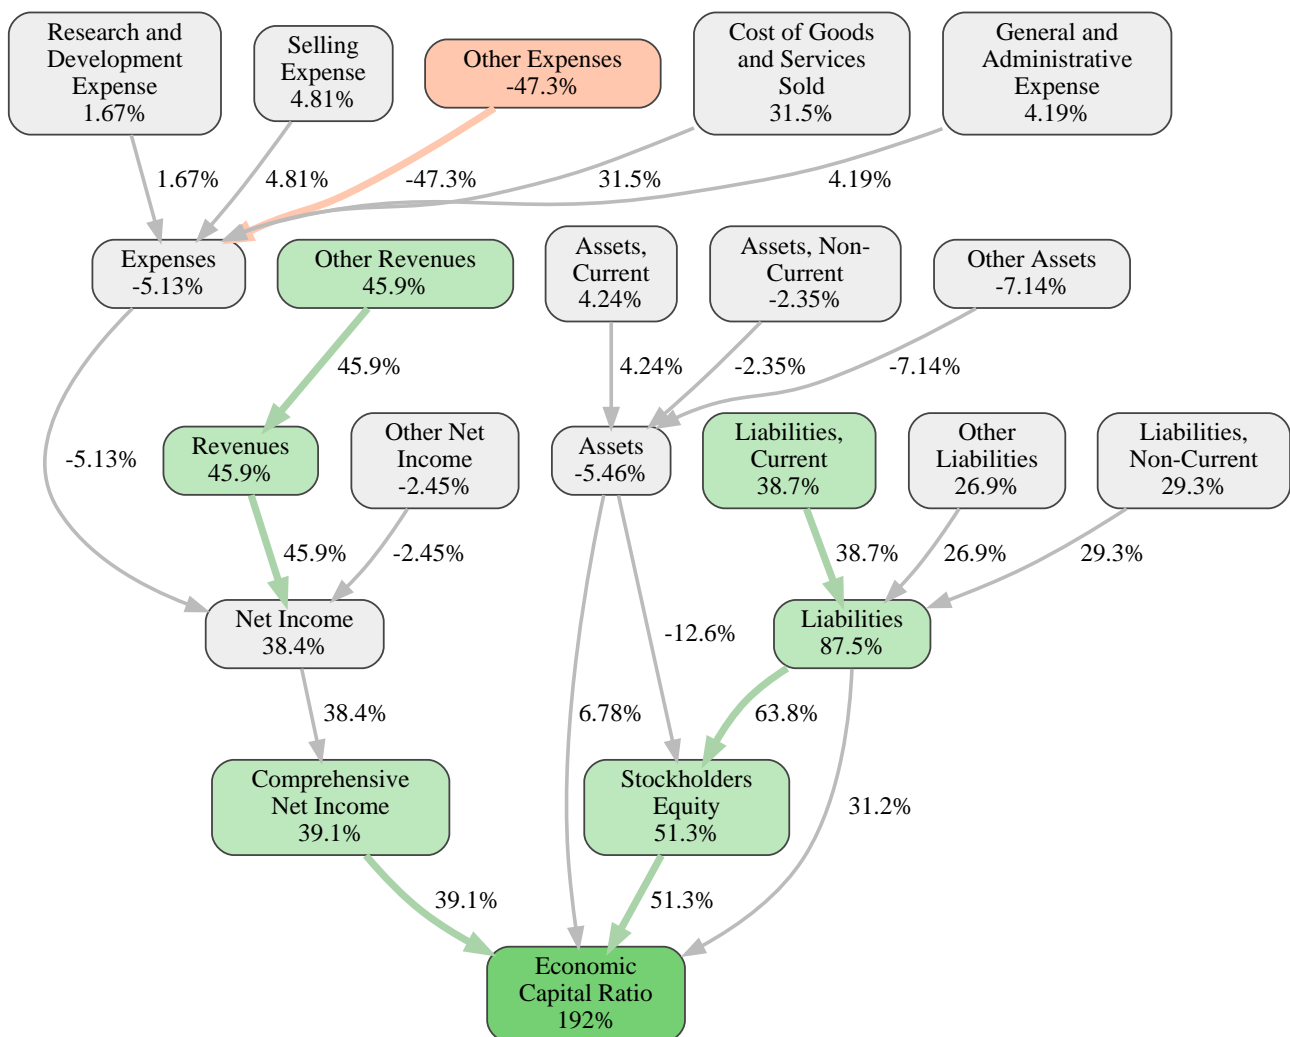 Research and
Development
Expense
1.67%
Selling
Expense
4.81%
Other Expenses
-47.3%
Cost of Goods
and Services
Sold
31.5%
General and
Administrative
Expense
4.19%
1.67%
4.81%
-47.3%
31.5%
4.19%
Expenses
-5.13%
Other Revenues
45.9%
Assets,
Current
4.24%
Assets, Non-
Current
-2.35%
Other Assets
-7.14%
45.9%
4.24%
-2.35%
-7.14%
-5.13%
Revenues
45.9%
Other Net
Income
-2.45%
Assets
-5.46%
Liabilities,
Current
38.7%
Other
Liabilities
26.9%
Liabilities,
Non-Current
29.3%
45.9%
-2.45%
38.7%
26.9%
29.3%
Net Income
38.4%
-12.6%
Liabilities
87.5%
38.4%
6.78%
63.8%
31.2%
Comprehensive
Net Income
39.1%
Stockholders
Equity
51.3%
39.1%
51.3%
Economic
Capital Ratio
192%